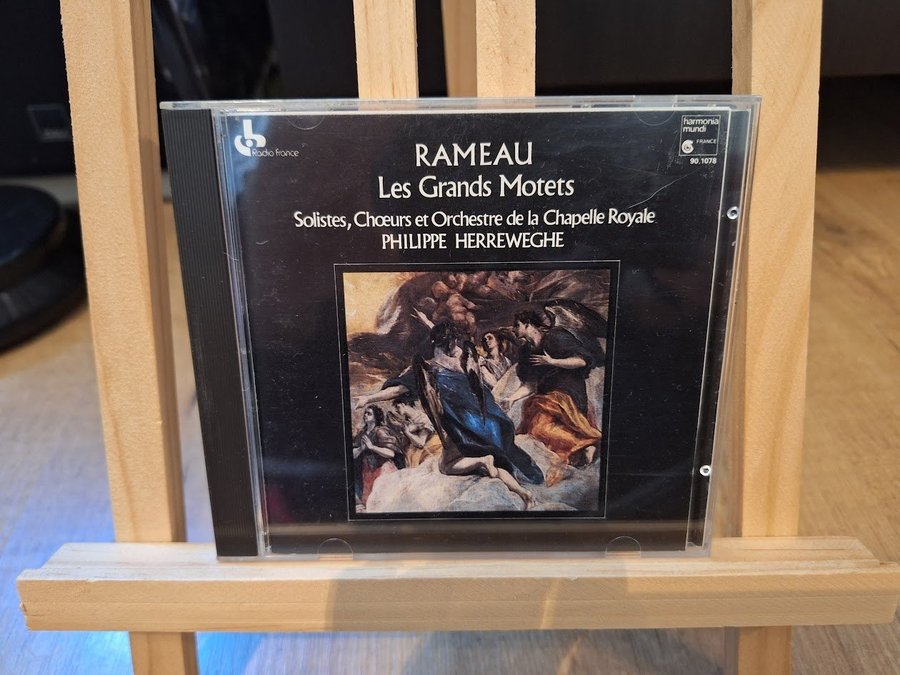 Radio france
RAMEAU
Les Grands Motets
Solistes, Chœurs et Orchestre de la Chapelle Royale
PHILIPPE HERREWEGHE
harmonia
mundi
FRANCE
90.1078